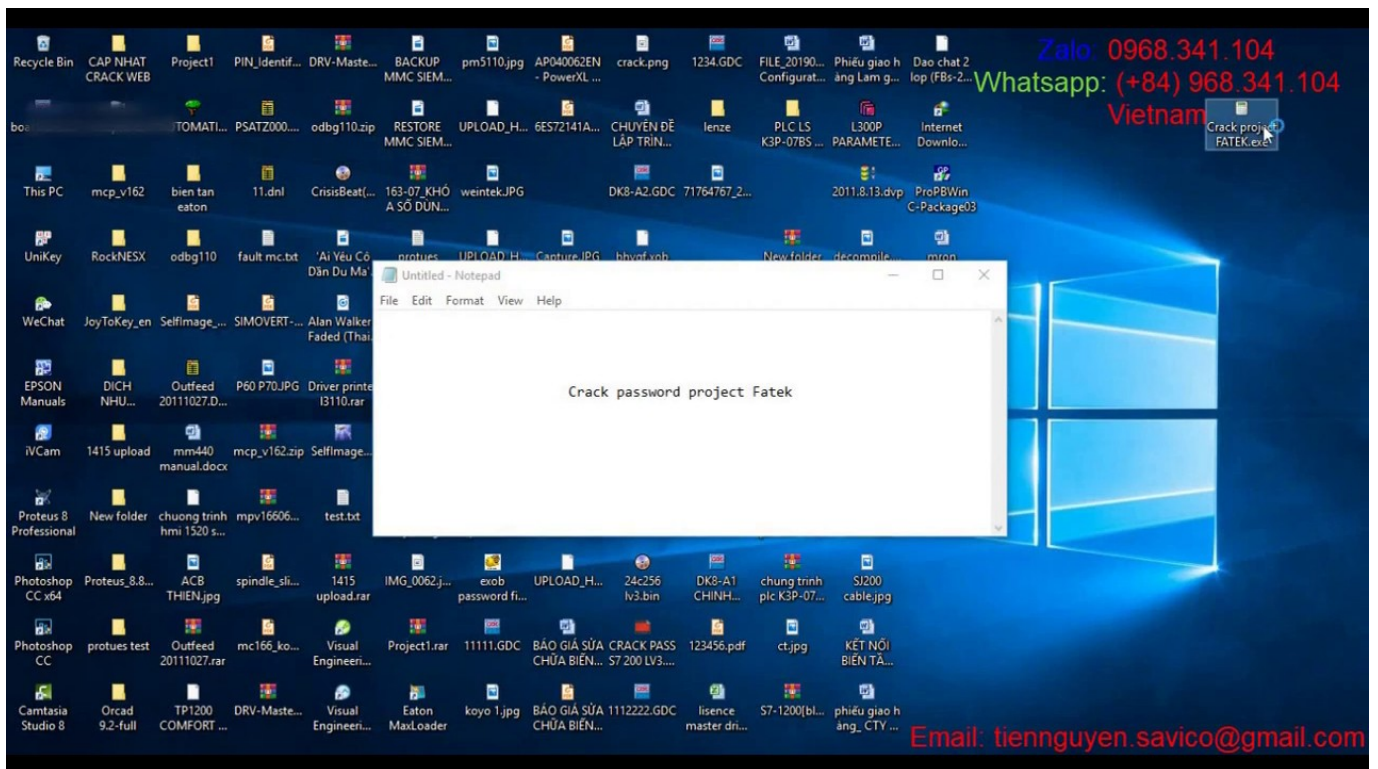 Zalo: 0968.341.104
Whatsapp: (+84) 968.341.104
Vietnam
Recycle Bin
CAP NHAT
CRACK WEB
Project1
PIN_Identif...
DRV-Maste...
BACKUP
MMC SIEM...
pm5110.jpg
AP040062EN
- PowerXL ...
crack.png
1234.GDC
FILE_20190...
Configurat...
Phiếu giao h
àng Lam g...
Dao chat 2
lop (FBs-2...
PSATZ000....
odbg110.zip
RESTORE
MMC SIEM...
UPLOAD_H...
6ES72141A...
CHUYÊN ĐỀ
LẬP TRÌN...
lenze
PLC LS
K3P-07BS ...
L300P
PARAMETE...
Internet
Downlo...
Crack project
FATEK.exe
This PC
mcp_v162
bien tan
eaton
11.dnl
CrisisBeat(...
163-07_KHÓ
A SỐ DÙN...
weintek.JPG
DK8-A2.GDC
71764767_2...
2011.8.13.dvp
ProPBWin
C-Package03
UniKey
RockNESX
odbg110
fault mc.txt
'Ai Yêu Cô
Dăn Du Ma'
protues
UPLOAD_H...
Capture.JPG
New folder
decompile....
Untitled - Notepad
File Edit Format View Help
Crack password project Fatek
WeChat
JoyToKey_en
SelfImage_...
SIMOVERT-...
Alan Walker
Faded (Thai.
EPSON
Manuals
DICH
NHU...
Outfeed
20111027.D...
P60 P70.JPG
Driver printe
l3110.rar
iVCam
1415 upload
mm440
manual.docx
mcp_v162.zip
SelfImage...
Proteus 8
Professional
New folder
chuong trinh
hmi 1520 s...
mpv16606...
test.txt
Photoshop
CC x64
Proteus_8.8...
ACB
THIEN.jpg
spindle_sli...
1415
upload.rar
IMG_0062.j...
exob
password fi...
UPLOAD_H...
24c256
lv3.bin
DK8-A1
CHINH...
chung trinh
plc K3P-07...
SJ200
cable.jpg
Photoshop
CC
protues test
Outfeed
20111027.rar
mc166_ko...
Visual
Engineeri...
Project1.rar
11111.GDC
BÁO GIÁ SỬA
CHỮA BIẾN...
CRACK PASS
S7 200 LV3....
123456.pdf
ct.jpg
KẾT NỐI
BIẾN TẦ...
Camtasia
Studio 8
Orcad
9.2-full
TP1200
COMFORT ...
DRV-Maste...
Visual
Engineeri...
Eaton
MaxLoader
koyo 1.jpg
BÁO GIÁ SỬA
CHỮA BIẾN...
1112222.GDC
lisence
master dri...
S7-1200[bl...
phiếu giao h
àng_ CTY ...
Email: tiennguyen.savico@gmail.com